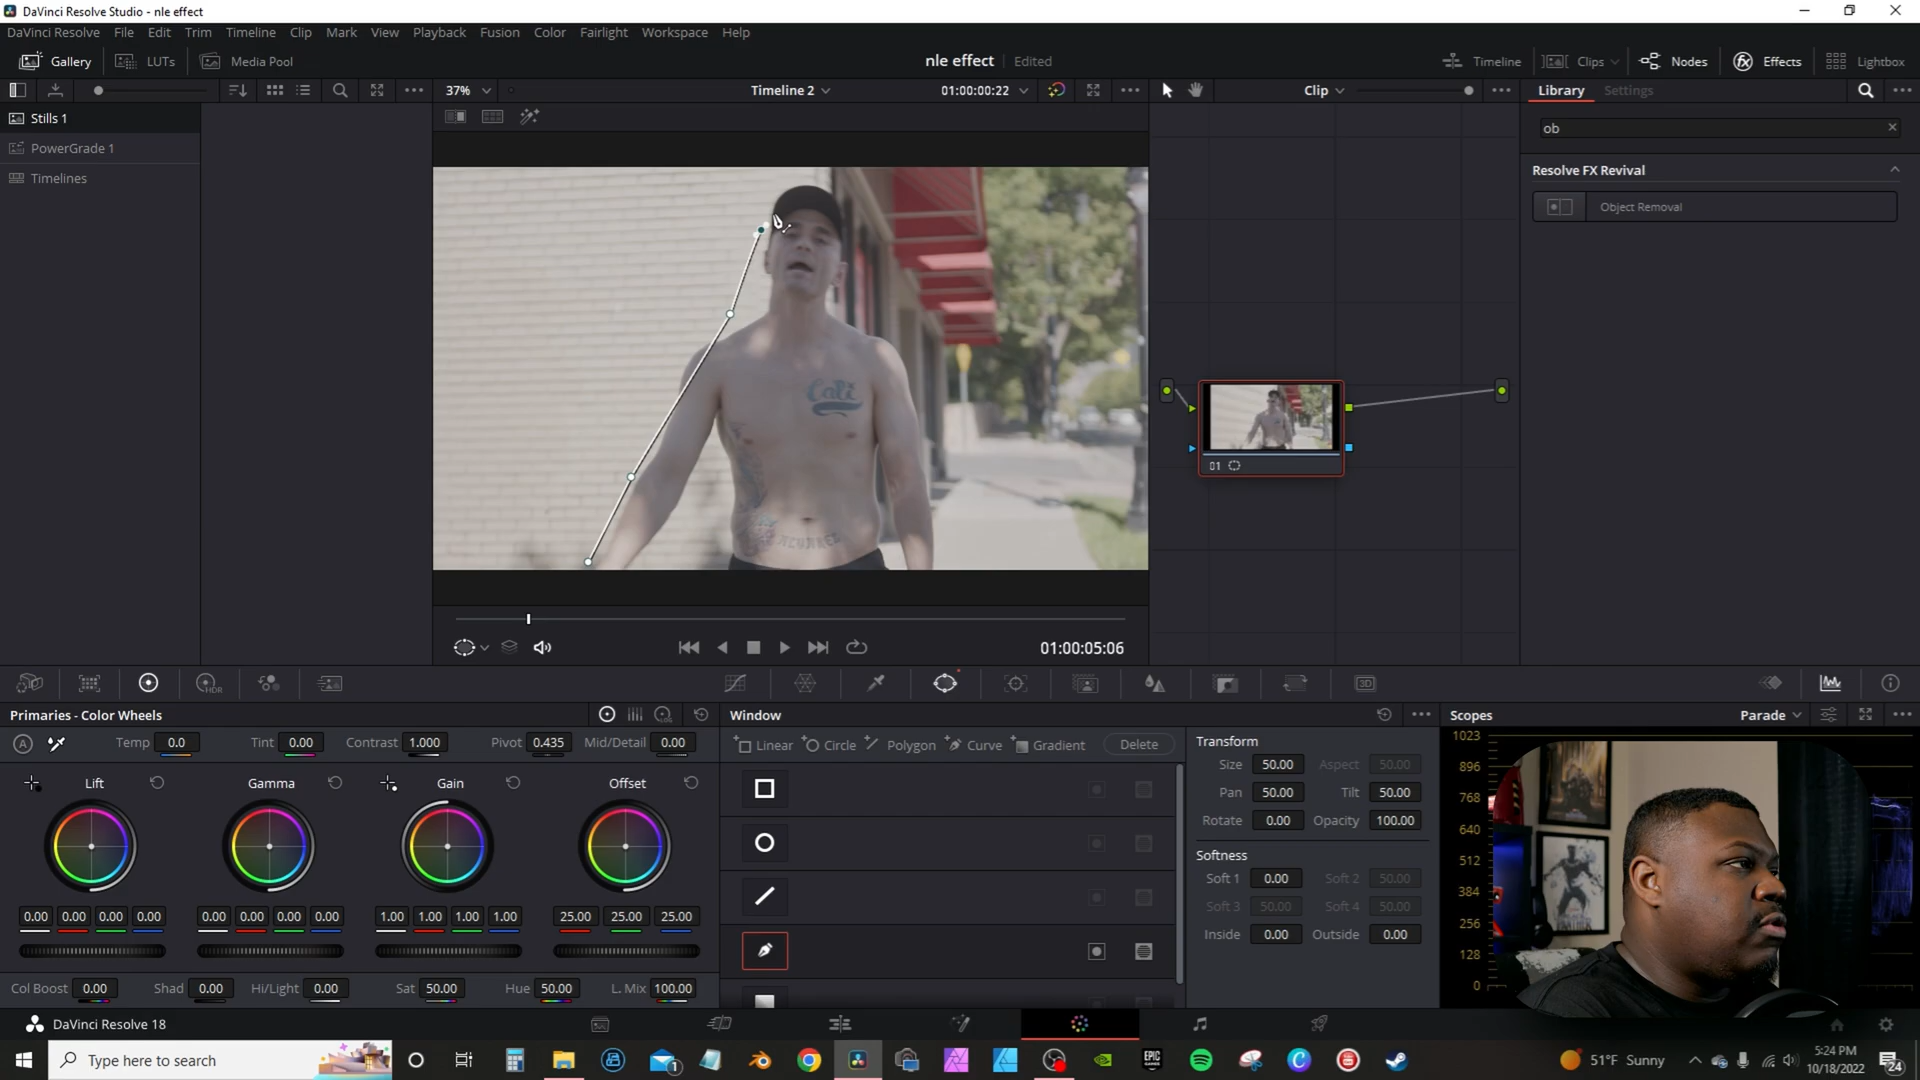 DaVinci Resolve Studio - nle effect
DaVinci Resolve File Edit Trim Timeline Clip Mark View Playback Fusion Color Fairlight Workspace Help
Gallery LUTs Media Pool nle effect Edited Timeline Clips Nodes Effects Lightbox
37% Timeline 2 01:00:00:22 Clip Library Settings
Stills 1
PowerGrade 1
Timelines
ob
Resolve FX Revival
Object Removal
Cali
ALVAREZ
01
01:00:05:06
HDR
3D
Primaries - Color Wheels LOG Window Scopes Parade
A Temp 0.0 Tint 0.00 Contrast 1.000 Pivot 0.435 Mid/Detail 0.00
Linear Circle Polygon Curve Gradient Delete
Transform
Size 50.00 Aspect 50.00
Pan 50.00 Tilt 50.00
Rotate 0.00 Opacity 100.00
Softness
Soft 1 0.00 Soft 2 50.00
Soft 3 50.00 Soft 4 50.00
Inside 0.00 Outside 0.00
1023
896
768
640
512
384
256
128
0
Lift Gamma Gain Offset
0.00 0.00 0.00 0.00 0.00 0.00 0.00 0.00 1.00 1.00 1.00 1.00 25.00 25.00 25.00
Col Boost 0.00 Shad 0.00 Hi/Light 0.00 Sat 50.00 Hue 50.00 L. Mix 100.00
DaVinci Resolve 18
Type here to search
1
EPIC GAMES
51°F Sunny
5:24 PM
10/18/2022
24